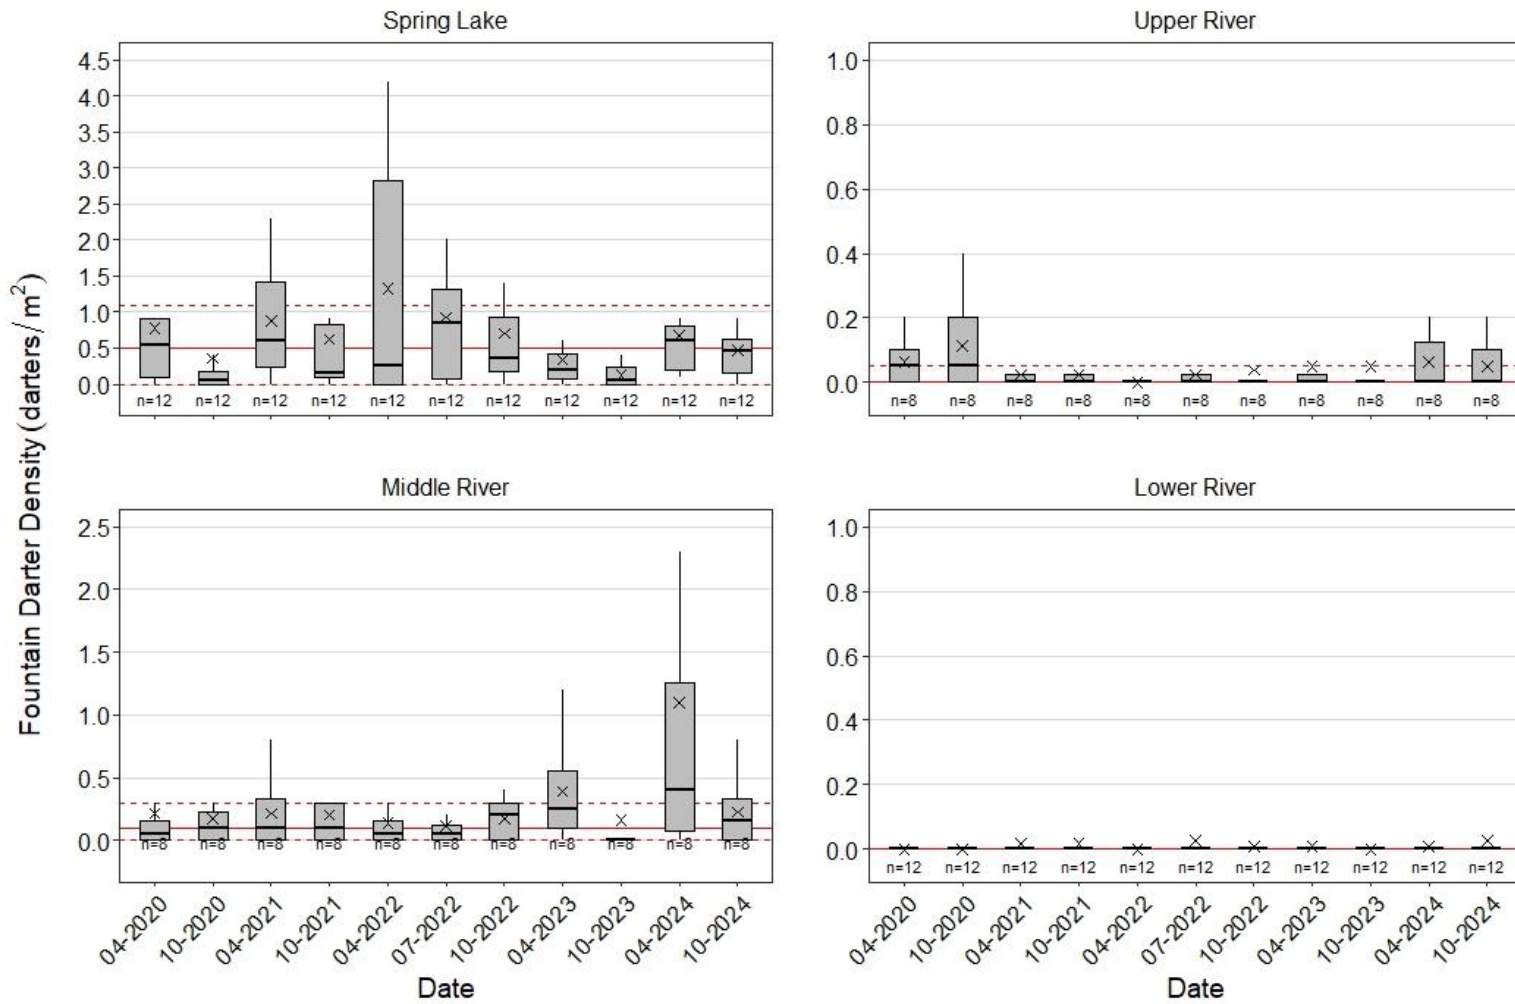 Spring Lake
4.5
4.0
3.5
3.0
2.5
2.0
1.5
1.0
0.5
0.0
n=12 n=12 n=12 n=12 n=12 n=12 n=12 n=12 n=12 n=12 n=12
Upper River
1.0
0.8
0.6
0.4
0.2
0.0
n=8 n=8 n=8 n=8 n=8 n=8 n=8 n=8 n=8 n=8 n=8
Fountain Darter Density (darters/m²)
Middle River
2.5
2.0
1.5
1.0
0.5
0.0
n=8 n=8 n=8 n=8 n=8 n=8 n=8 n=8 n=8 n=8 n=8
04-2020 10-2020 04-2021 10-2021 04-2022 07-2022 10-2022 04-2023 10-2023 04-2024 10-2024
Date
Lower River
1.0
0.8
0.6
0.4
0.2
0.0
n=12 n=12 n=12 n=12 n=12 n=12 n=12 n=12 n=12 n=12 n=12
04-2020 10-2020 04-2021 10-2021 04-2022 07-2022 10-2022 04-2023 10-2023 04-2024 10-2024
Date